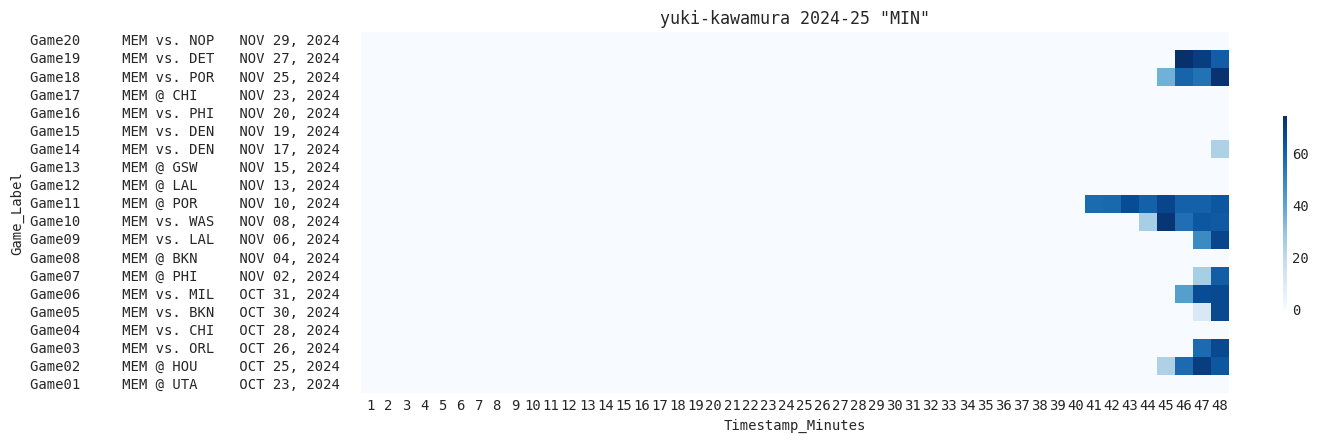 yuki-kawamura 2024-25 "MIN"
Game_Label
Game20 MEM vs. NOP NOV 29, 2024
Game19 MEM vs. DET NOV 27, 2024
Game18 MEM vs. POR NOV 25, 2024
Game17 MEM @ CHI NOV 23, 2024
Game16 MEM vs. PHI NOV 20, 2024
Game15 MEM vs. DEN NOV 19, 2024
Game14 MEM vs. DEN NOV 17, 2024
Game13 MEM @ GSW NOV 15, 2024
Game12 MEM @ LAL NOV 13, 2024
Game11 MEM @ POR NOV 10, 2024
Game10 MEM vs. WAS NOV 08, 2024
Game09 MEM vs. LAL NOV 06, 2024
Game08 MEM @ BKN NOV 04, 2024
Game07 MEM @ PHI NOV 02, 2024
Game06 MEM vs. MIL OCT 31, 2024
Game05 MEM vs. BKN OCT 30, 2024
Game04 MEM vs. CHI OCT 28, 2024
Game03 MEM vs. ORL OCT 26, 2024
Game02 MEM @ HOU OCT 25, 2024
Game01 MEM @ UTA OCT 23, 2024
1 2 3 4 5 6 7 8 9 10 11 12 13 14 15 16 17 18 19 20 21 22 23 24 25 26 27 28 29 30 31 32 33 34 35 36 37 38 39 40 41 42 43 44 45 46 47 48
Timestamp_Minutes
60
40
20
0